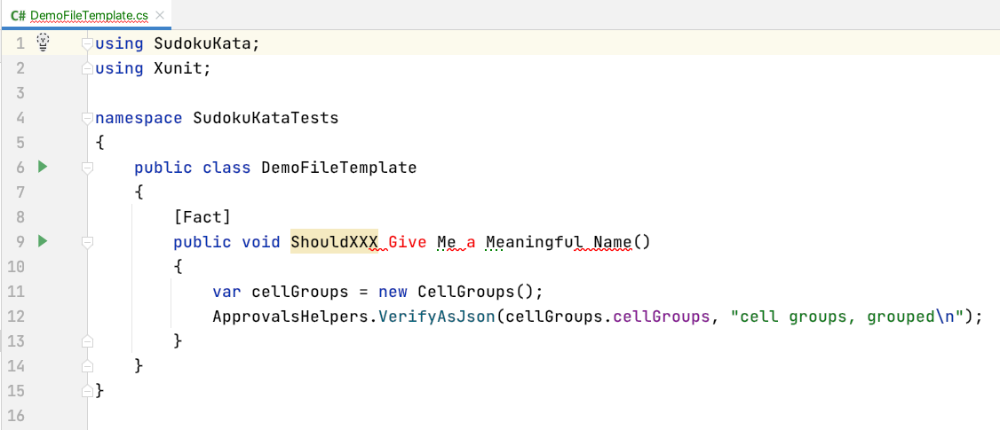 C# DemoFileTemplate.cs
1 using SudokuKata;
2 using Xunit;
3
4 namespace SudokuKataTests
5 {
6 public class DemoFileTemplate
7 {
8 [Fact]
9 public void ShouldXXX Give Me a Meaningful Name()
10 {
11 var cellGroups = new CellGroups();
12 ApprovalsHelpers.VerifyAsJson(cellGroups.cellGroups, "cell groups, grouped\n");
13 }
14 }
15 }
16